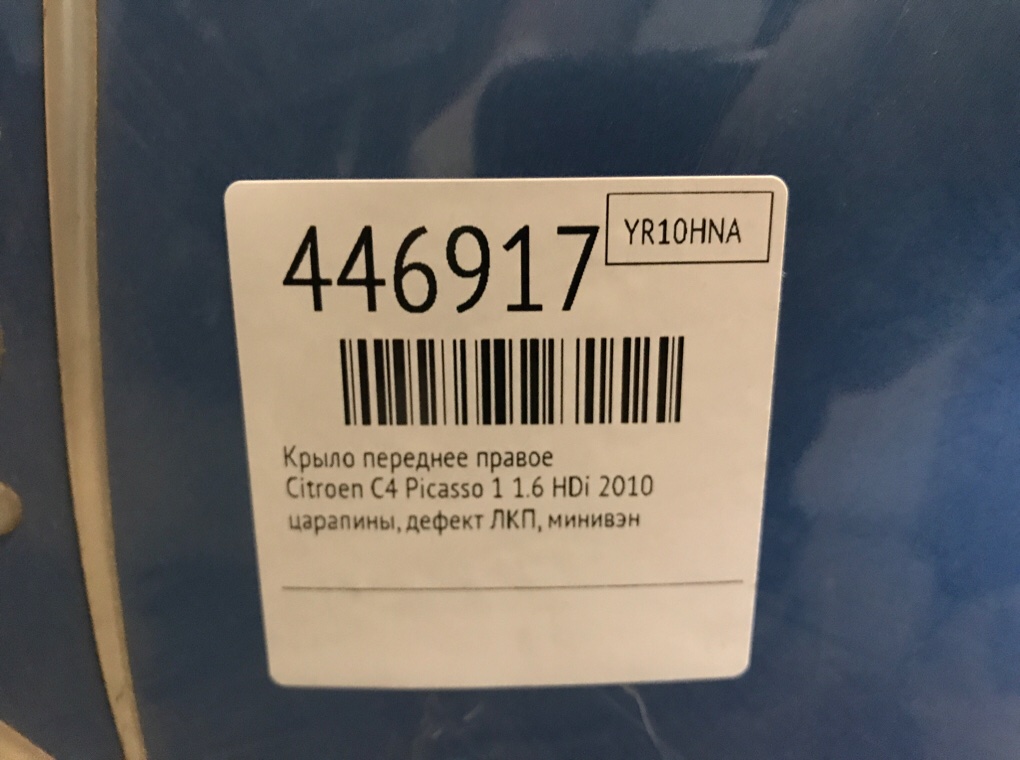 446917
YR10HNA
Крыло переднее правое
Citroen C4 Picasso 1 1.6 HDi 2010
царапины, дефект ЛКП, минивэн